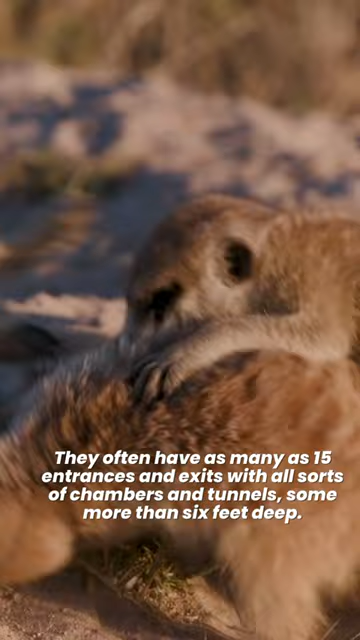 They often have as many as 15
entrances and exits with all sorts
of chambers and tunnels, some
more than six feet deep.